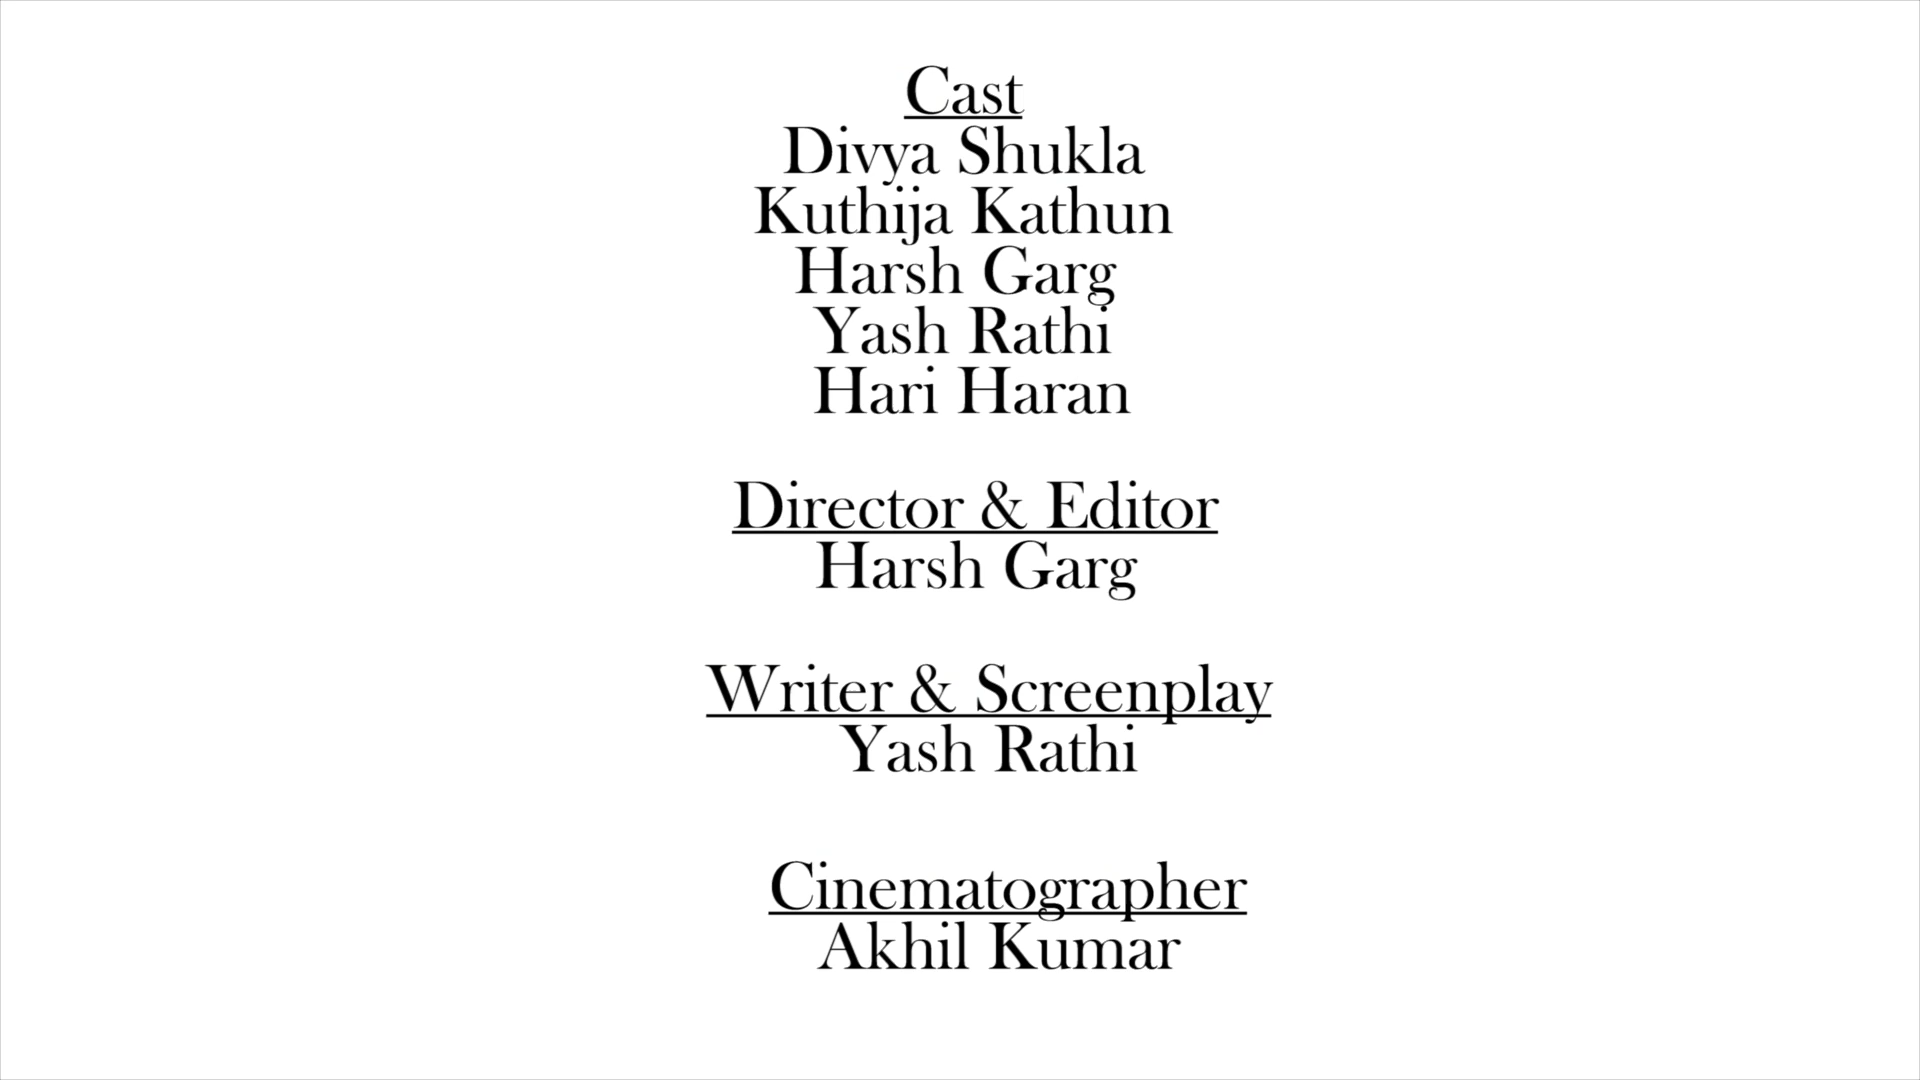 Cast
Divya Shukla
Kuthija Kathun
Harsh Garg
Yash Rathi
Hari Haran
Director & Editor
Harsh Garg
Writer & Screenplay
Yash Rathi
Cinematographer
Akhil Kumar